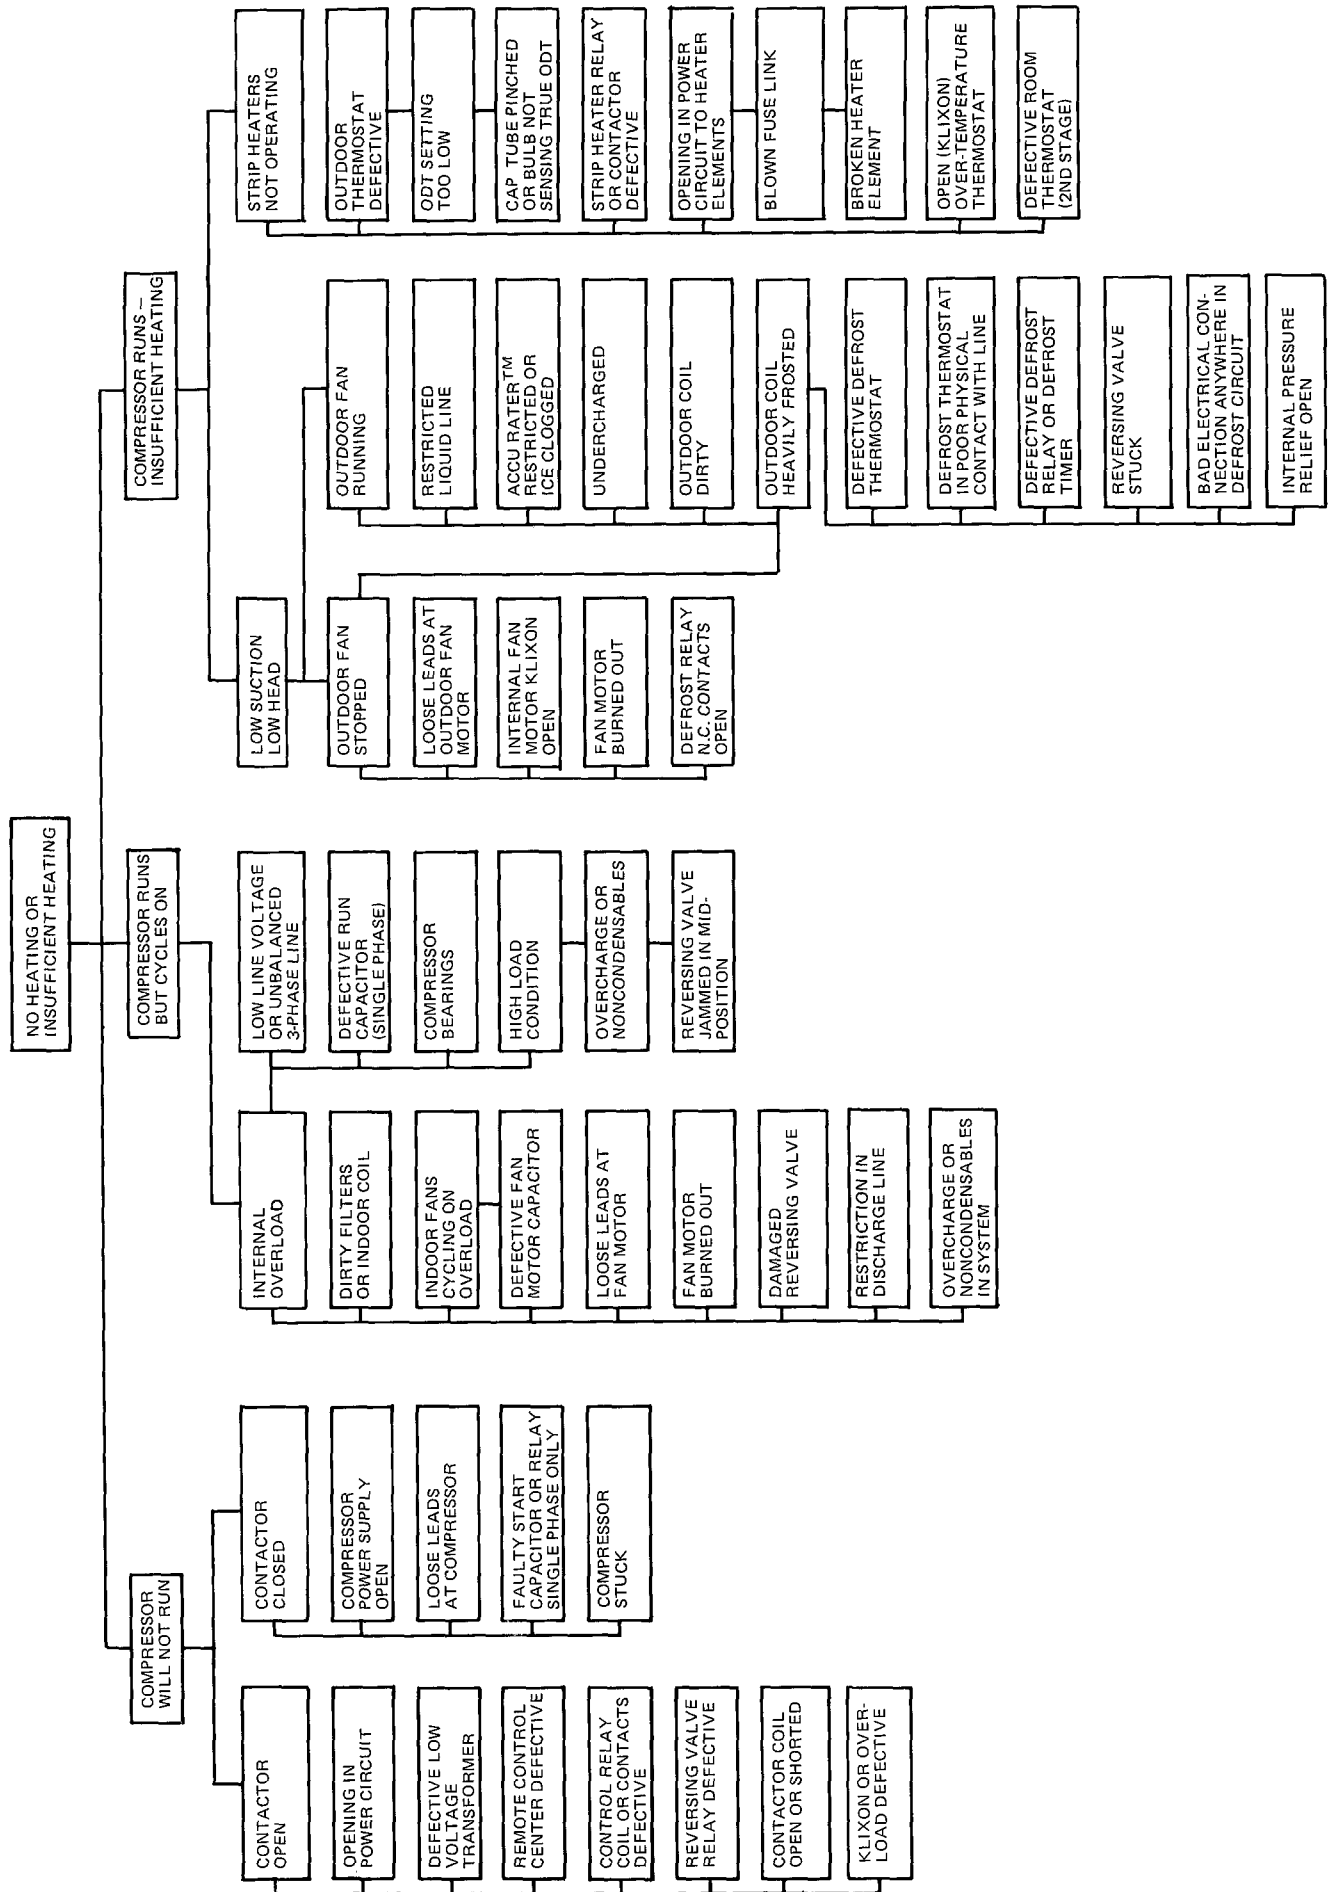 NO HEATING OR
INSUFFICIENT HEATING
COMPRESSOR
WILL NOT RUN
CONTACTOR
OPEN
OPENING IN
POWER CIRCUIT
DEFECTIVE LOW
VOLTAGE
TRANSFORMER
REMOTE CONTROL
CENTER DEFECTIVE
CONTROL RELAY
COIL OR CONTACTS
DEFECTIVE
REVERSING VALVE
RELAY DEFECTIVE
CONTACTOR COIL
OPEN OR SHORTED
KLIXON OR OVER-
LOAD DEFECTIVE
CONTACTOR
CLOSED
COMPRESSOR
POWER SUPPLY
OPEN
LOOSE LEADS
AT COMPRESSOR
FAULTY START
CAPACITOR OR RELAY
SINGLE PHASE ONLY
COMPRESSOR
STUCK
COMPRESSOR RUNS
BUT CYCLES ON
INTERNAL
OVERLOAD
DIRTY FILTERS
OR INDOOR COIL
INDOOR FANS
CYCLING ON
OVERLOAD
DEFECTIVE FAN
MOTOR CAPACITOR
LOOSE LEADS AT
FAN MOTOR
FAN MOTOR
BURNED OUT
DAMAGED
REVERSING VALVE
RESTRICTION IN
DISCHARGE LINE
OVERCHARGE OR
NONCONDENSABLES
IN SYSTEM
LOW LINE VOLTAGE
OR UNBALANCED
3-PHASE LINE
DEFECTIVE RUN
CAPACITOR
(SINGLE PHASE)
COMPRESSOR
BEARINGS
HIGH LOAD
CONDITION
OVERCHARGE OR
NONCONDENSABLES
REVERSING VALVE
JAMMED IN MID-
POSITION
COMPRESSOR RUNS –
INSUFFICIENT HEATING
LOW SUCTION
LOW HEAD
OUTDOOR FAN
STOPPED
LOOSE LEADS AT
OUTDOOR FAN
MOTOR
INTERNAL FAN
MOTOR KLIXON
OPEN
FAN MOTOR
BURNED OUT
DEFROST RELAY
N.C. CONTACTS
OPEN
OUTDOOR FAN
RUNNING
RESTRICTED
LIQUID LINE
ACCU RATER™
RESTRICTED OR
ICE CLOGGED
UNDERCHARGED
OUTDOOR COIL
DIRTY
OUTDOOR COIL
HEAVILY FROSTED
DEFECTIVE DEFROST
THERMOSTAT
DEFROST THERMOSTAT
IN POOR PHYSICAL
CONTACT WITH LINE
DEFECTIVE DEFROST
RELAY OR DEFROST
TIMER
REVERSING VALVE
STUCK
BAD ELECTRICAL CON-
NECTION ANYWHERE IN
DEFROST CIRCUIT
INTERNAL PRESSURE
RELIEF OPEN
STRIP HEATERS
NOT OPERATING
OUTDOOR
THERMOSTAT
DEFECTIVE
ODT SETTING
TOO LOW
CAP TUBE PINCHED
OR BULB NOT
SENSING TRUE ODT
STRIP HEATER RELAY
OR CONTACTOR
DEFECTIVE
OPENING IN POWER
CIRCUIT TO HEATER
ELEMENTS
BLOWN FUSE LINK
BROKEN HEATER
ELEMENT
OPEN (KLIXON)
OVER-TEMPERATURE
THERMOSTAT
DEFECTIVE ROOM
THERMOSTAT
(2ND STAGE)